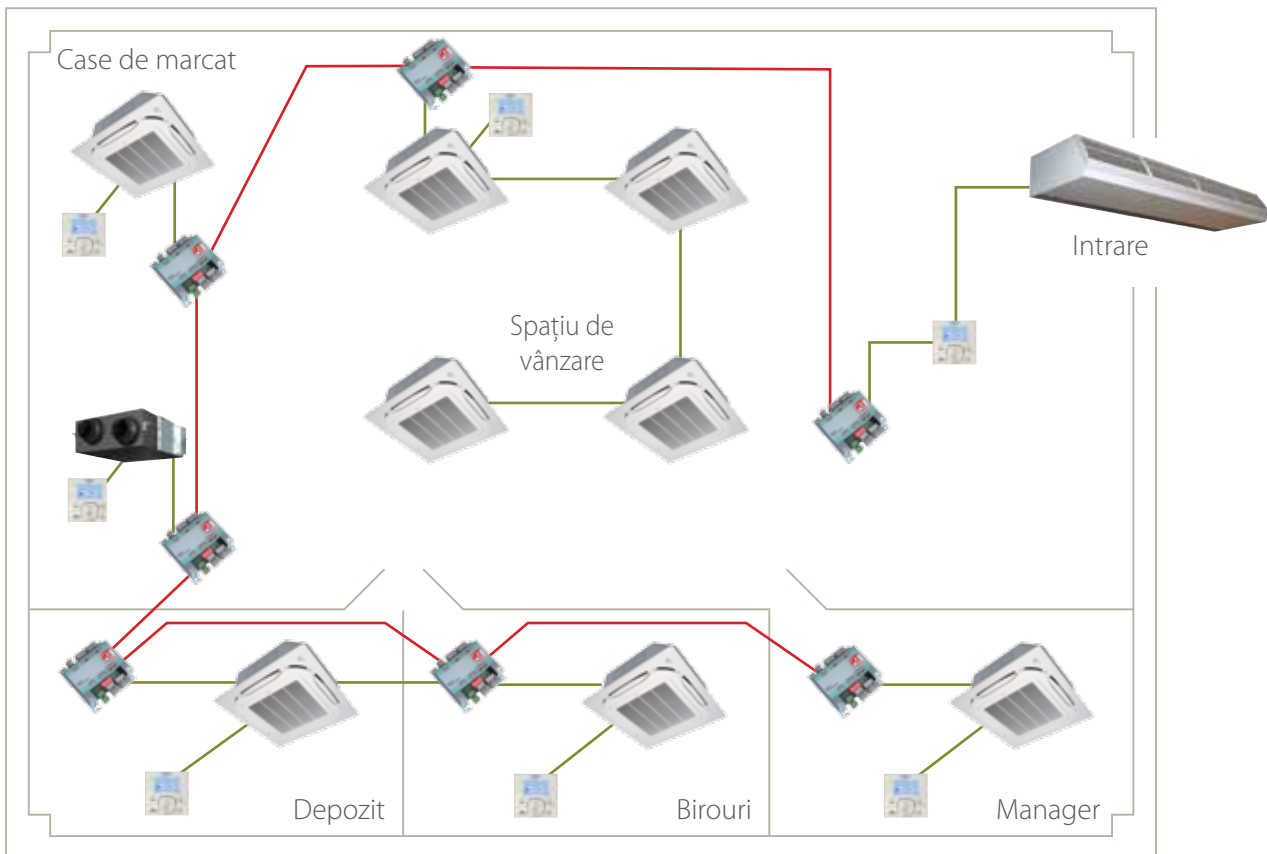 Case de marcat
Intrare
Spațiu de
vânzare
Depozit
Birouri
Manager